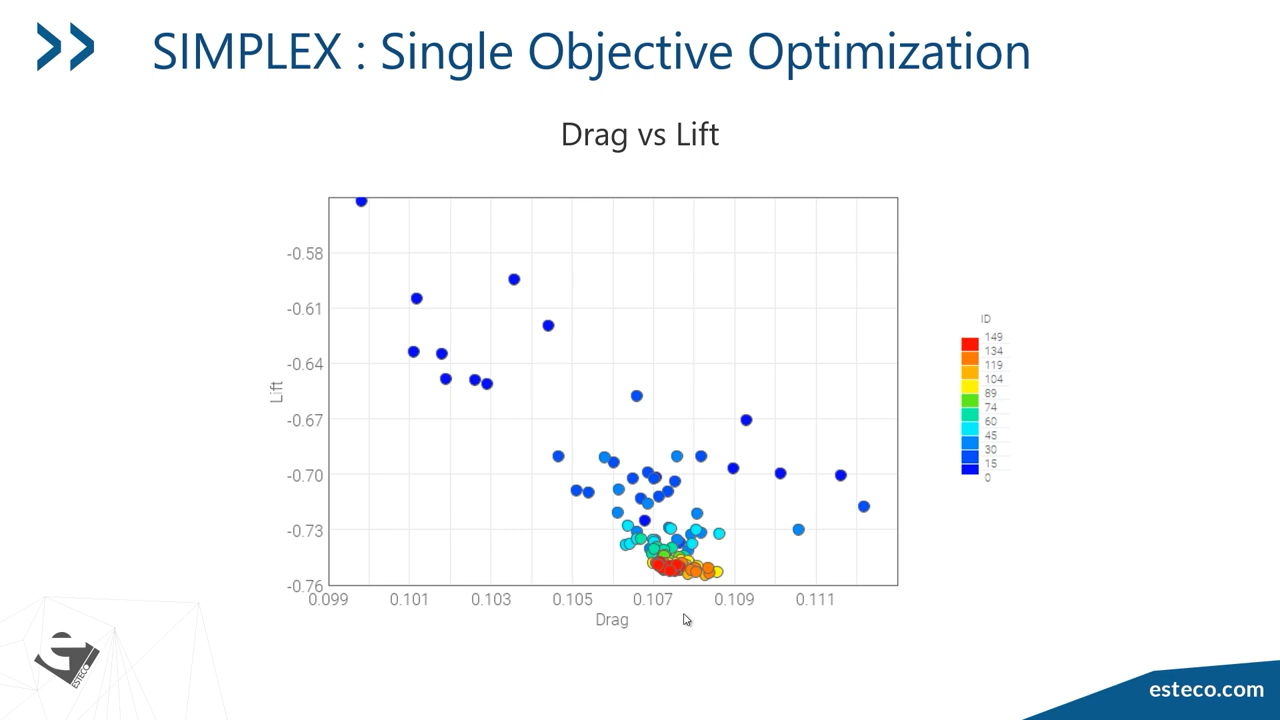 SIMPLEX : Single Objective Optimization
Drag vs Lift
-0.58
-0.61
-0.64
-0.67
-0.70
-0.73
-0.76
Lift
0.099 0.101 0.103 0.105 0.107 0.109 0.111
Drag
ID
149
134
119
104
89
74
60
45
30
15
0
ESTECO
esteco.com